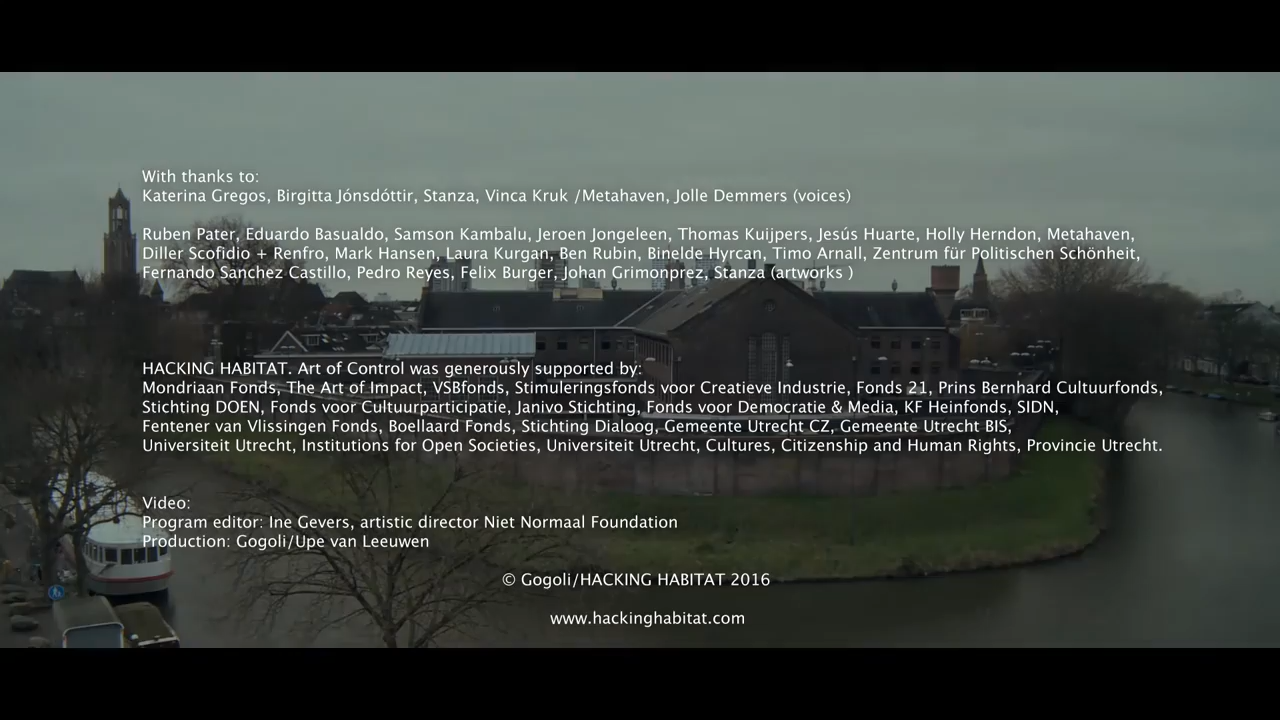 With thanks to:
Katerina Gregos, Birgitta Jónsdóttir, Stanza, Vinca Kruk /Metahaven, Jolle Demmers (voices)
Ruben Pater, Eduardo Basualdo, Samson Kambalu, Jeroen Jongeleen, Thomas Kuijpers, Jesús Huarte, Holly Herndon, Metahaven,
Diller Scofidio + Renfro, Mark Hansen, Laura Kurgan, Ben Rubin, Binelde Hyrcan, Timo Arnall, Zentrum für Politischen Schönheit,
Fernando Sanchez Castillo, Pedro Reyes, Felix Burger, Johan Grimonprez, Stanza (artworks )
HACKING HABITAT. Art of Control was generously supported by:
Mondriaan Fonds, The Art of Impact, VSBfonds, Stimuleringsfonds voor Creatieve Industrie, Fonds 21, Prins Bernhard Cultuurfonds,
Stichting DOEN, Fonds voor Cultuurparticipatie, Janivo Stichting, Fonds voor Democratie & Media, KF Heinfonds, SIDN,
Fentener van Vlissingen Fonds, Boellaard Fonds, Stichting Dialoog, Gemeente Utrecht CZ, Gemeente Utrecht BIS,
Universiteit Utrecht, Institutions for Open Societies, Universiteit Utrecht, Cultures, Citizenship and Human Rights, Provincie Utrecht.
Video:
Program editor: Ine Gevers, artistic director Niet Normaal Foundation
Production: Gogoli/Upe van Leeuwen
© Gogoli/HACKING HABITAT 2016
www.hackinghabitat.com